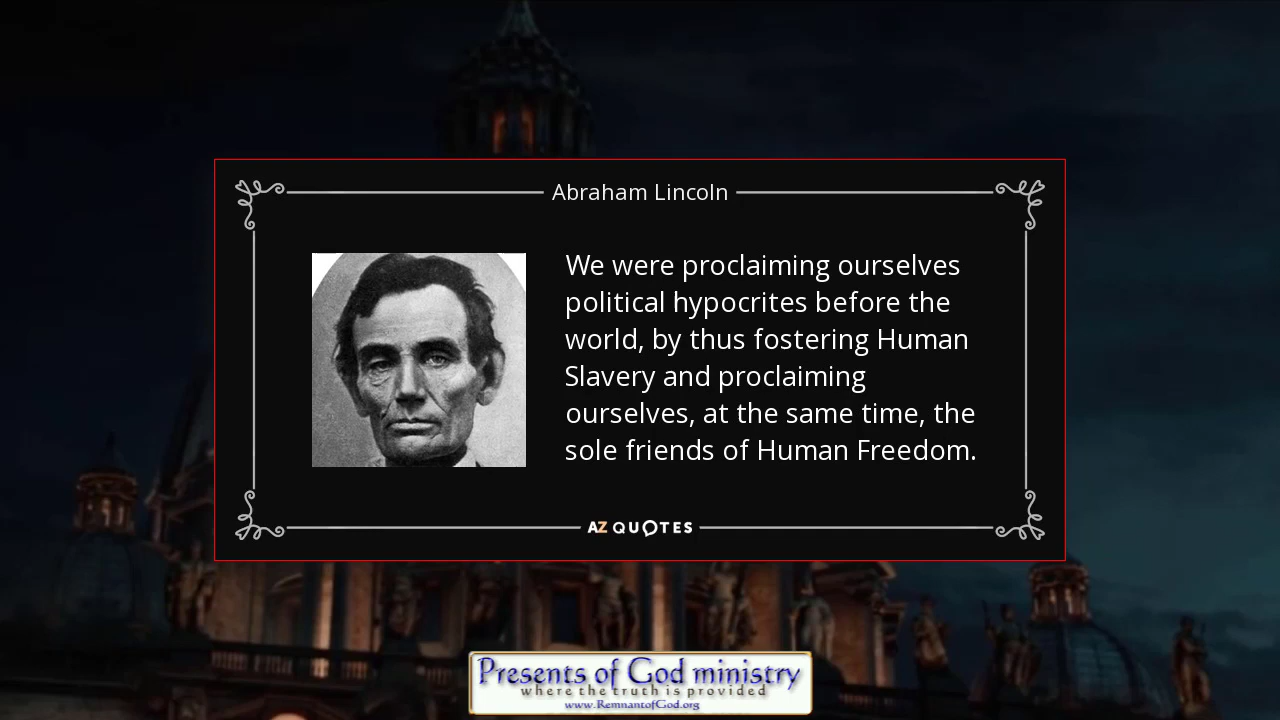 Abraham Lincoln
We were proclaiming ourselves
political hypocrites before the
world, by thus fostering Human
Slavery and proclaiming
ourselves, at the same time, the
sole friends of Human Freedom.
AZ QUOTES
Presents of God ministry
where the truth is provided
www.RemnantofGod.org